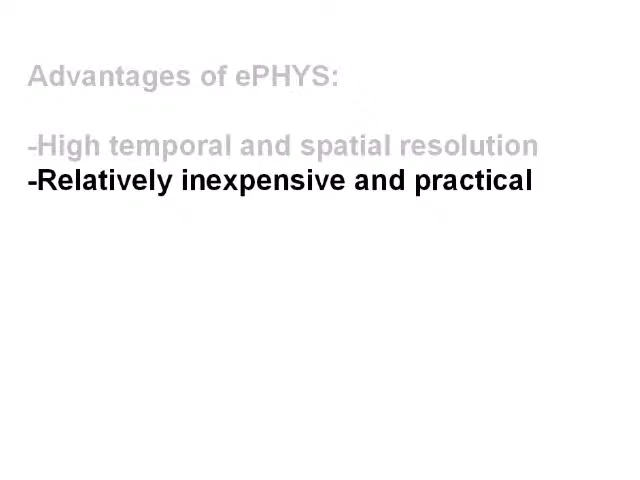 Advantages of ePHYS:
-High temporal and spatial resolution
-Relatively inexpensive and practical